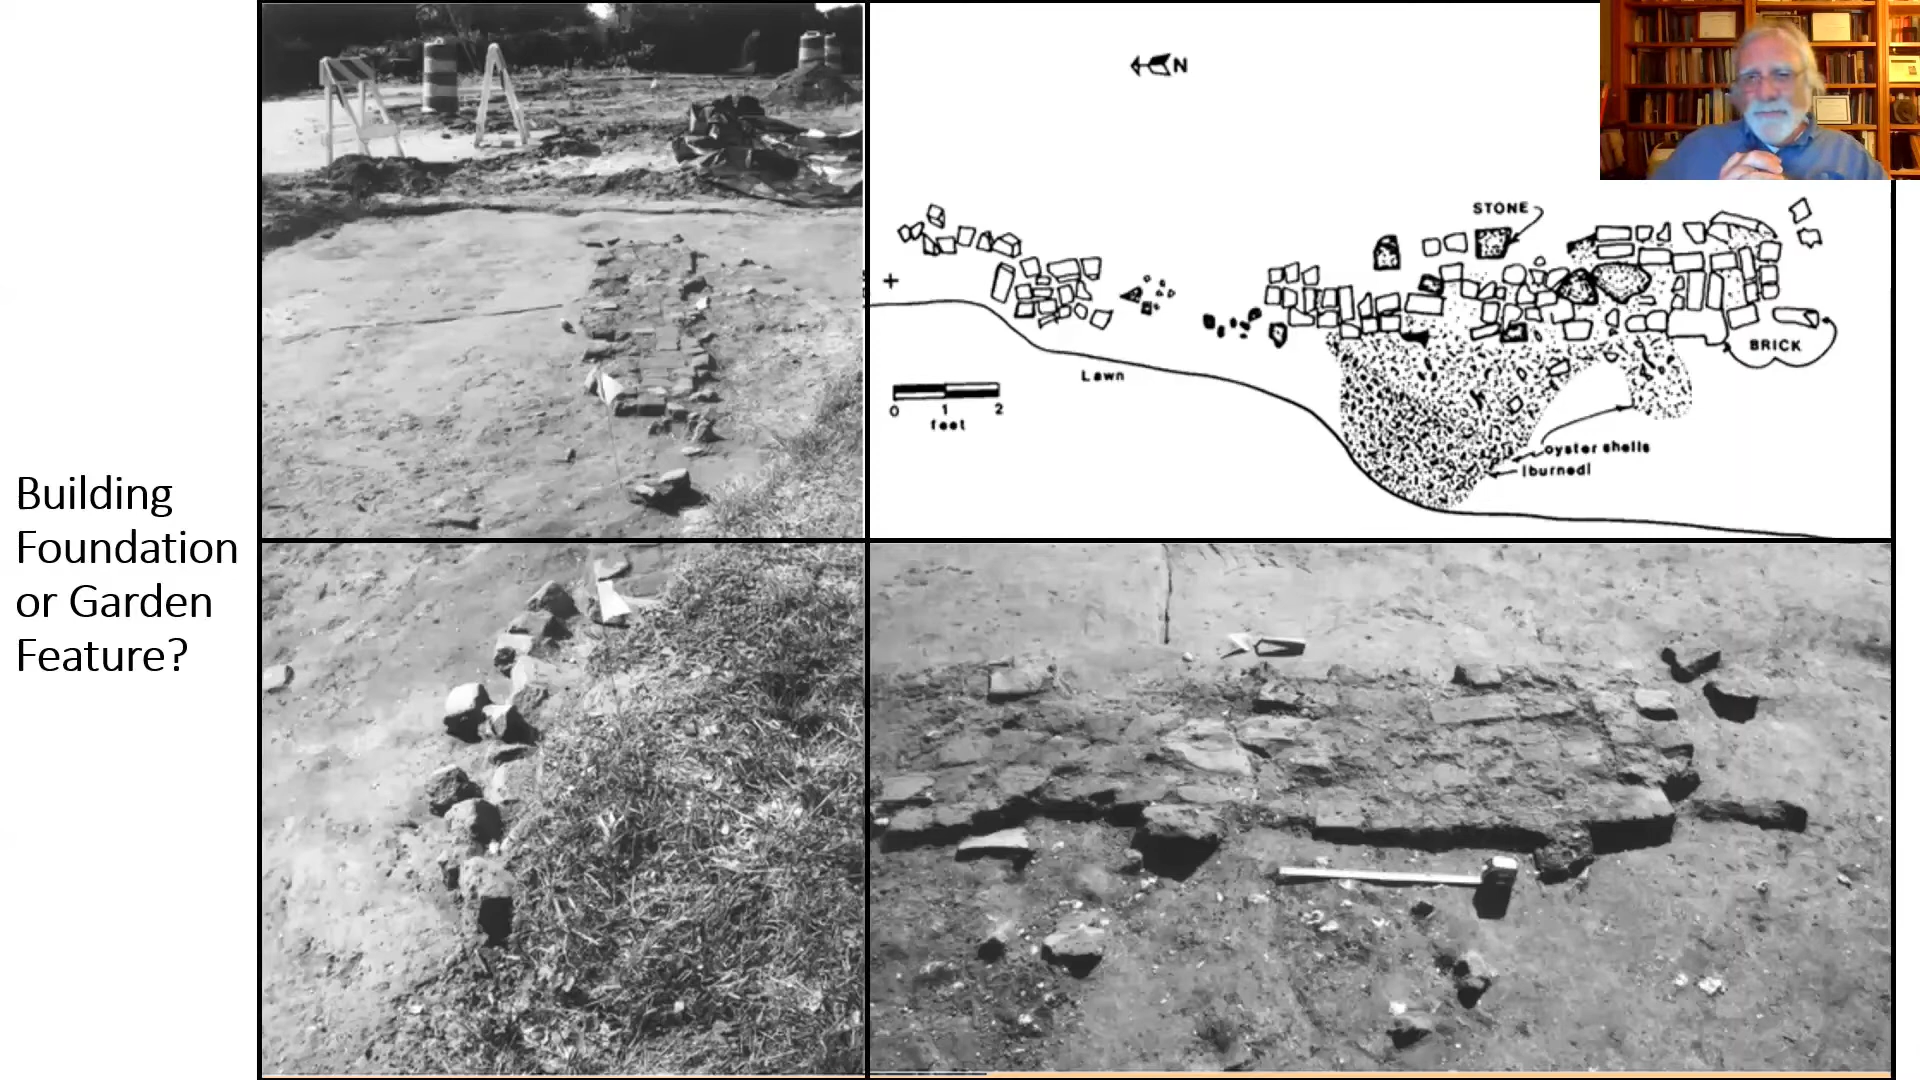 Building
Foundation
or Garden
Feature?
N
STONE
BRICK
Lawn
0 1 2
feet
oyster shells
(burned)